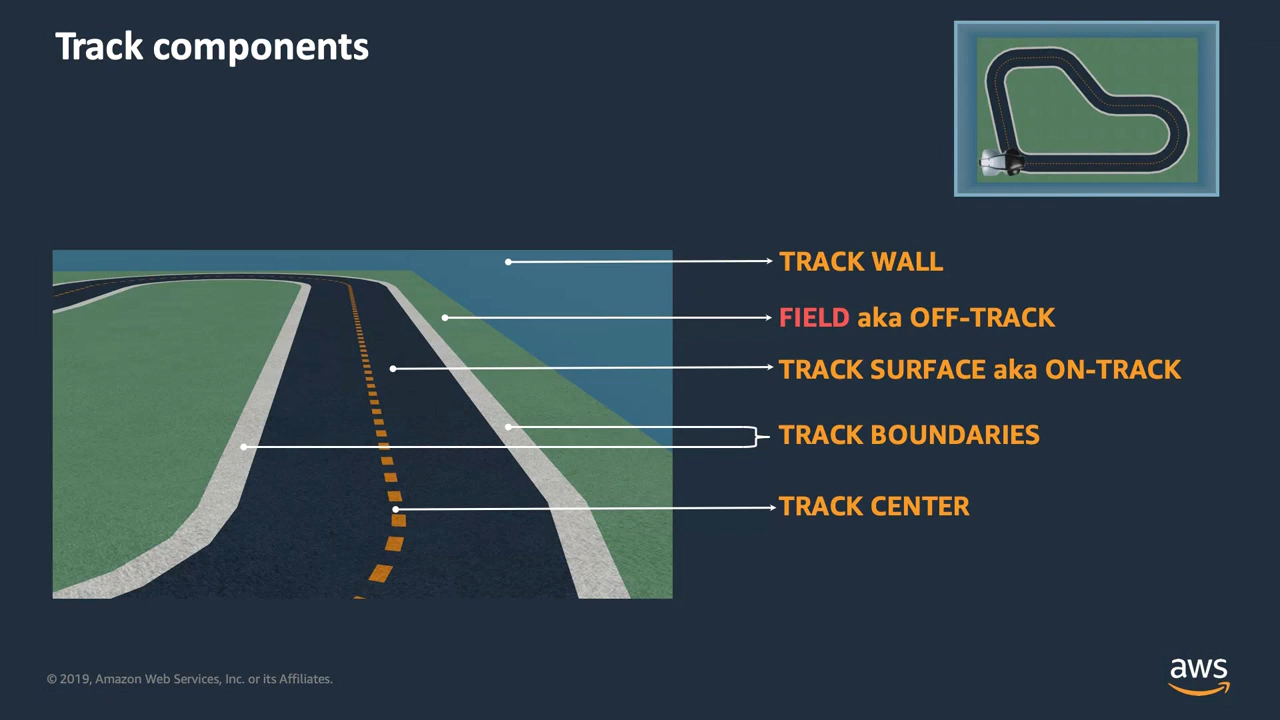 Track components
TRACK WALL
FIELD aka OFF-TRACK
TRACK SURFACE aka ON-TRACK
TRACK BOUNDARIES
TRACK CENTER
© 2019, Amazon Web Services, Inc. or its Affiliates.
aws